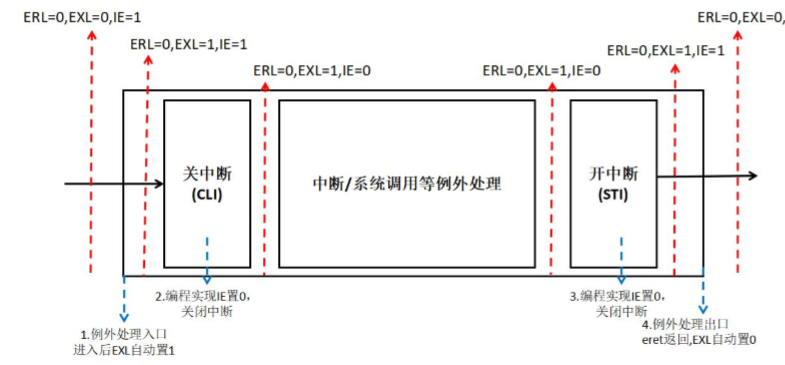 ERL=0,EXL=0,IE=1
ERL=0,EXL=0,
ERL=0,EXL=1,IE=1
ERL=0,EXL=1,IE=1
ERL=0,EXL=1,IE=0
ERL=0,EXL=1,IE=0
关中断
(CLI)
中断/系统调用等例外处理
开中断
(STI)
2.编程实现IE置0,
关闭中断
3.编程实现IE置0,
关闭中断
1.例外处理入口
进入后EXL自动置1
4.例外处理出口
eret返回,EXL自动置0